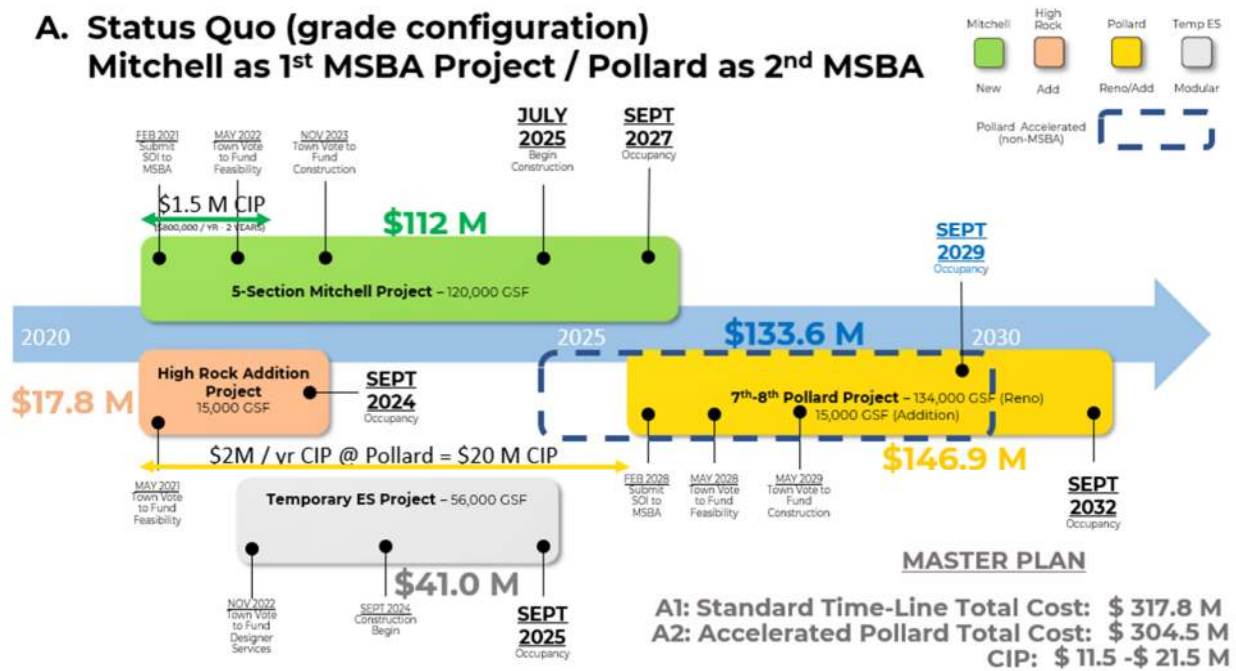 A. Status Quo (grade configuration)
Mitchell as 1st MSBA Project / Pollard as 2nd MSBA
Mitchell
High
Rock
Pollard
Temp ES
New
Add
Reno/Add
Modular
Pollard Accelerated
(non-MSBA)
FEB 2021
Submit
SOI to
MSBA
MAY 2022
Town Vote
to Fund
Feasibility
NOV 2023
Town Vote to
Fund
Construction
JULY
2025
Begin
Construction
SEPT
2027
Occupancy
$1.5 M CIP
($800,000 / YR - 2 YEARS)
$112 M
5-Section Mitchell Project – 120,000 GSF
SEPT
2029
Occupancy
2020
2025
$133.6 M
2030
High Rock Addition
Project
15,000 GSF
$17.8 M
SEPT
2024
Occupancy
7th-8th Pollard Project – 134,000 GSF (Reno)
15,000 GSF (Addition)
$2M / yr CIP @ Pollard = $20 M CIP
$146.9 M
MAY 2021
Town Vote
to Fund
Feasibility
Temporary ES Project – 56,000 GSF
FEB 2028
Submit
SOI to
MSBA
MAY 2028
Town Vote
to Fund
Feasibility
MAY 2029
Town Vote to
Fund
Construction
SEPT
2032
Occupancy
$41.0 M
NOV 2022
Town Vote
to Fund
Designer
Services
SEPT 2024
Construction
Begin
SEPT
2025
Occupancy
MASTER PLAN
A1: Standard Time-Line Total Cost: $ 317.8 M
A2: Accelerated Pollard Total Cost: $ 304.5 M
CIP: $ 11.5 -$ 21.5 M